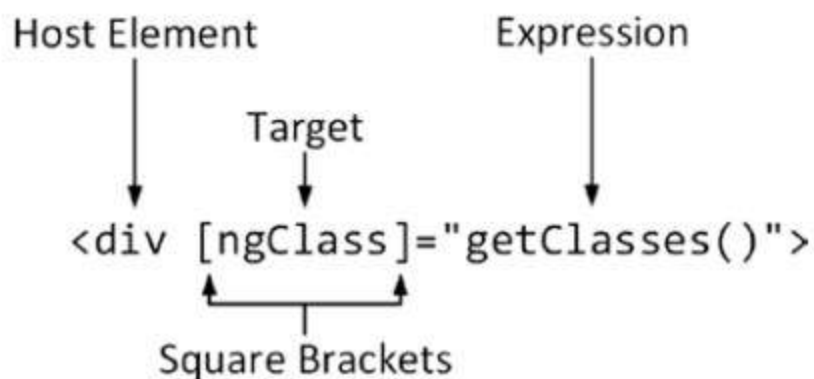 Host Element
Expression
Target
<div [ngClass]="getClasses()">
Square Brackets